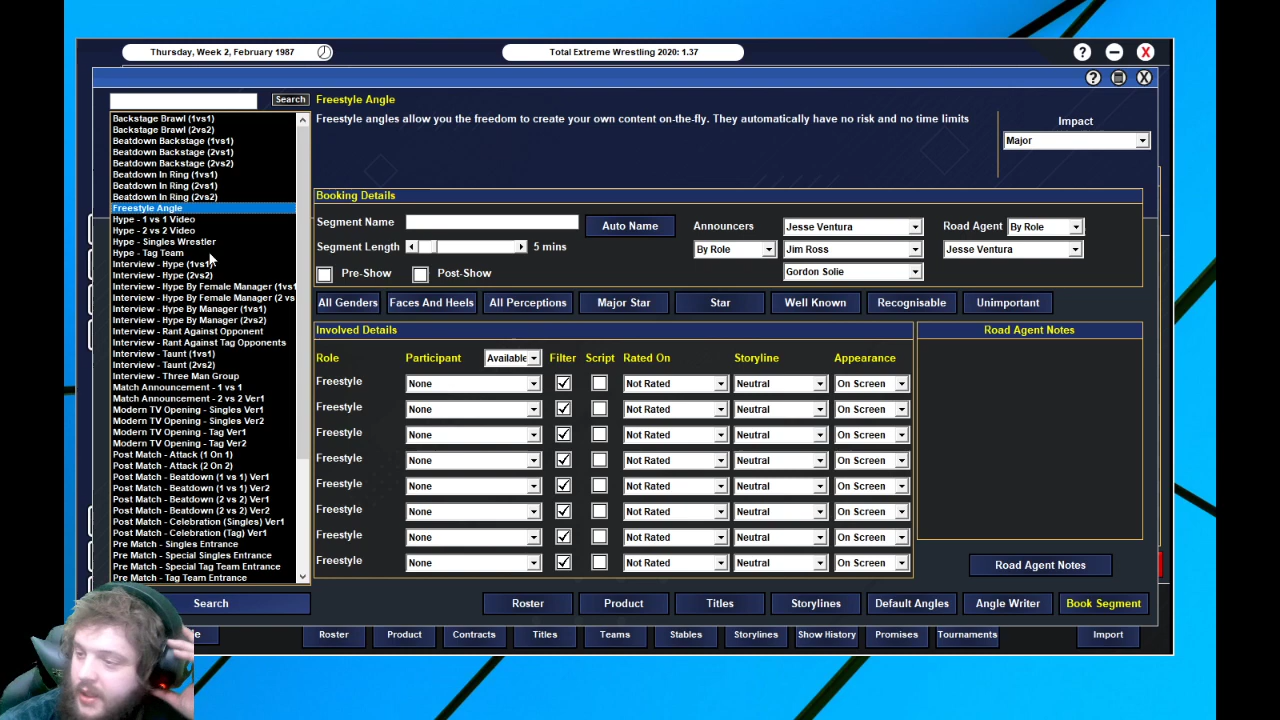 Thursday, Week 2, February 1987
Total Extreme Wrestling 2020: 1.37
Search
Freestyle Angle
Freestyle angles allow you the freedom to create your own content on-the-fly. They automatically have no risk and no time limits
Impact
Major
Backstage Brawl (1vs1)
Backstage Brawl (2vs2)
Beatdown Backstage (1vs1)
Beatdown Backstage (2vs1)
Beatdown Backstage (2vs2)
Beatdown In Ring (1vs1)
Beatdown In Ring (2vs1)
Beatdown In Ring (2vs2)
Freestyle Angle
Hype - 1 vs 1 Video
Hype - 2 vs 2 Video
Hype - Singles Wrestler
Hype - Tag Team
Interview - Hype (1vs1)
Interview - Hype (2vs2)
Interview - Hype By Female Manager (1vs1
Interview - Hype By Female Manager (2 vs
Interview - Hype By Manager (1vs1)
Interview - Hype By Manager (2vs2)
Interview - Rant Against Opponent
Interview - Rant Against Tag Opponents
Interview - Taunt (1vs1)
Interview - Taunt (2vs2)
Interview - Three Man Group
Match Announcement - 1 vs 1
Match Announcement - 2 vs 2 Ver1
Modern TV Opening - Singles Ver1
Modern TV Opening - Singles Ver2
Modern TV Opening - Tag Ver1
Modern TV Opening - Tag Ver2
Post Match - Attack (1 On 1)
Post Match - Attack (2 On 2)
Post Match - Beatdown (1 vs 1) Ver1
Post Match - Beatdown (1 vs 1) Ver2
Post Match - Beatdown (2 vs 2) Ver1
Post Match - Beatdown (2 vs 2) Ver2
Post Match - Celebration (Singles) Ver1
Post Match - Celebration (Tag) Ver1
Pre Match - Singles Entrance
Pre Match - Special Singles Entrance
Pre Match - Special Tag Team Entrance
Pre Match - Tag Team Entrance
Search
Booking Details
Segment Name Auto Name Announcers Jesse Ventura Road Agent By Role
Segment Length 5 mins By Role Jim Ross Jesse Ventura
Pre-Show Post-Show Gordon Solie
All Genders Faces And Heels All Perceptions Major Star Star Well Known Recognisable Unimportant
Involved Details
Road Agent Notes
Role Participant Available Filter Script Rated On Storyline Appearance
Freestyle None Not Rated Neutral On Screen
Freestyle None Not Rated Neutral On Screen
Freestyle None Not Rated Neutral On Screen
Freestyle None Not Rated Neutral On Screen
Freestyle None Not Rated Neutral On Screen
Freestyle None Not Rated Neutral On Screen
Freestyle None Not Rated Neutral On Screen
Freestyle None Not Rated Neutral On Screen
Road Agent Notes
Roster Product Titles Storylines Default Angles Angle Writer Book Segment
Roster Product Contracts Titles Teams Stables Storylines Show History Promises Tournaments Import